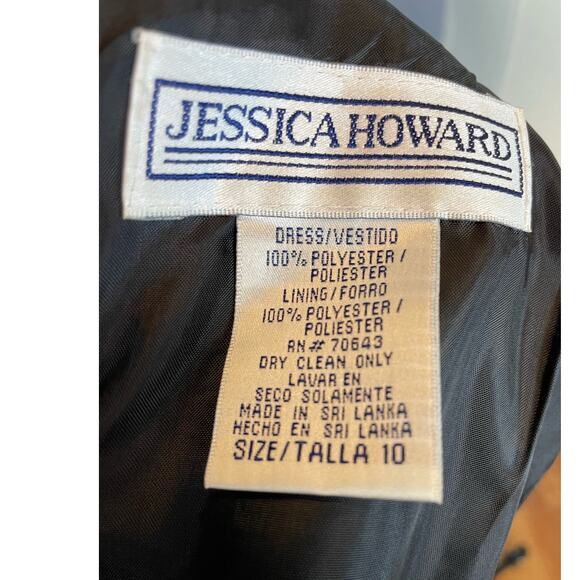 JESSICA HOWARD
DRESS/VESTIDO
100% POLYESTER /
POLIESTER
LINING/FORRO
100% POLYESTER /
POLIESTER
RN# 70643
DRY CLEAN ONLY
LAVAR EN
SECO SOLAMENTE
MADE IN SRI LANKA
HECHO EN SRI LANKA
SIZE/TALLA 10